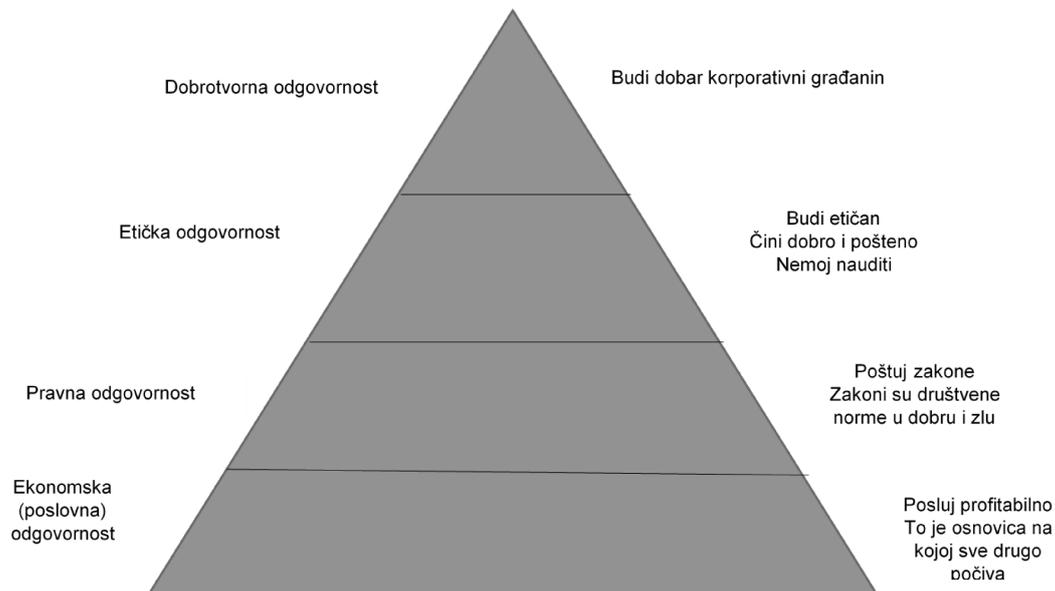 Dobrotvorna odgovornost
Budi dobar korporativni građanin
Etička odgovornost
Budi etičan
Čini dobro i pošteno
Nemoj nauditi
Pravna odgovornost
Poštuj zakone
Zakoni su društvene
norme u dobru i zlu
Ekonomska
(poslovna)
odgovornost
Posluj profitabilno
To je osnovica na
kojoj sve drugo
počiva